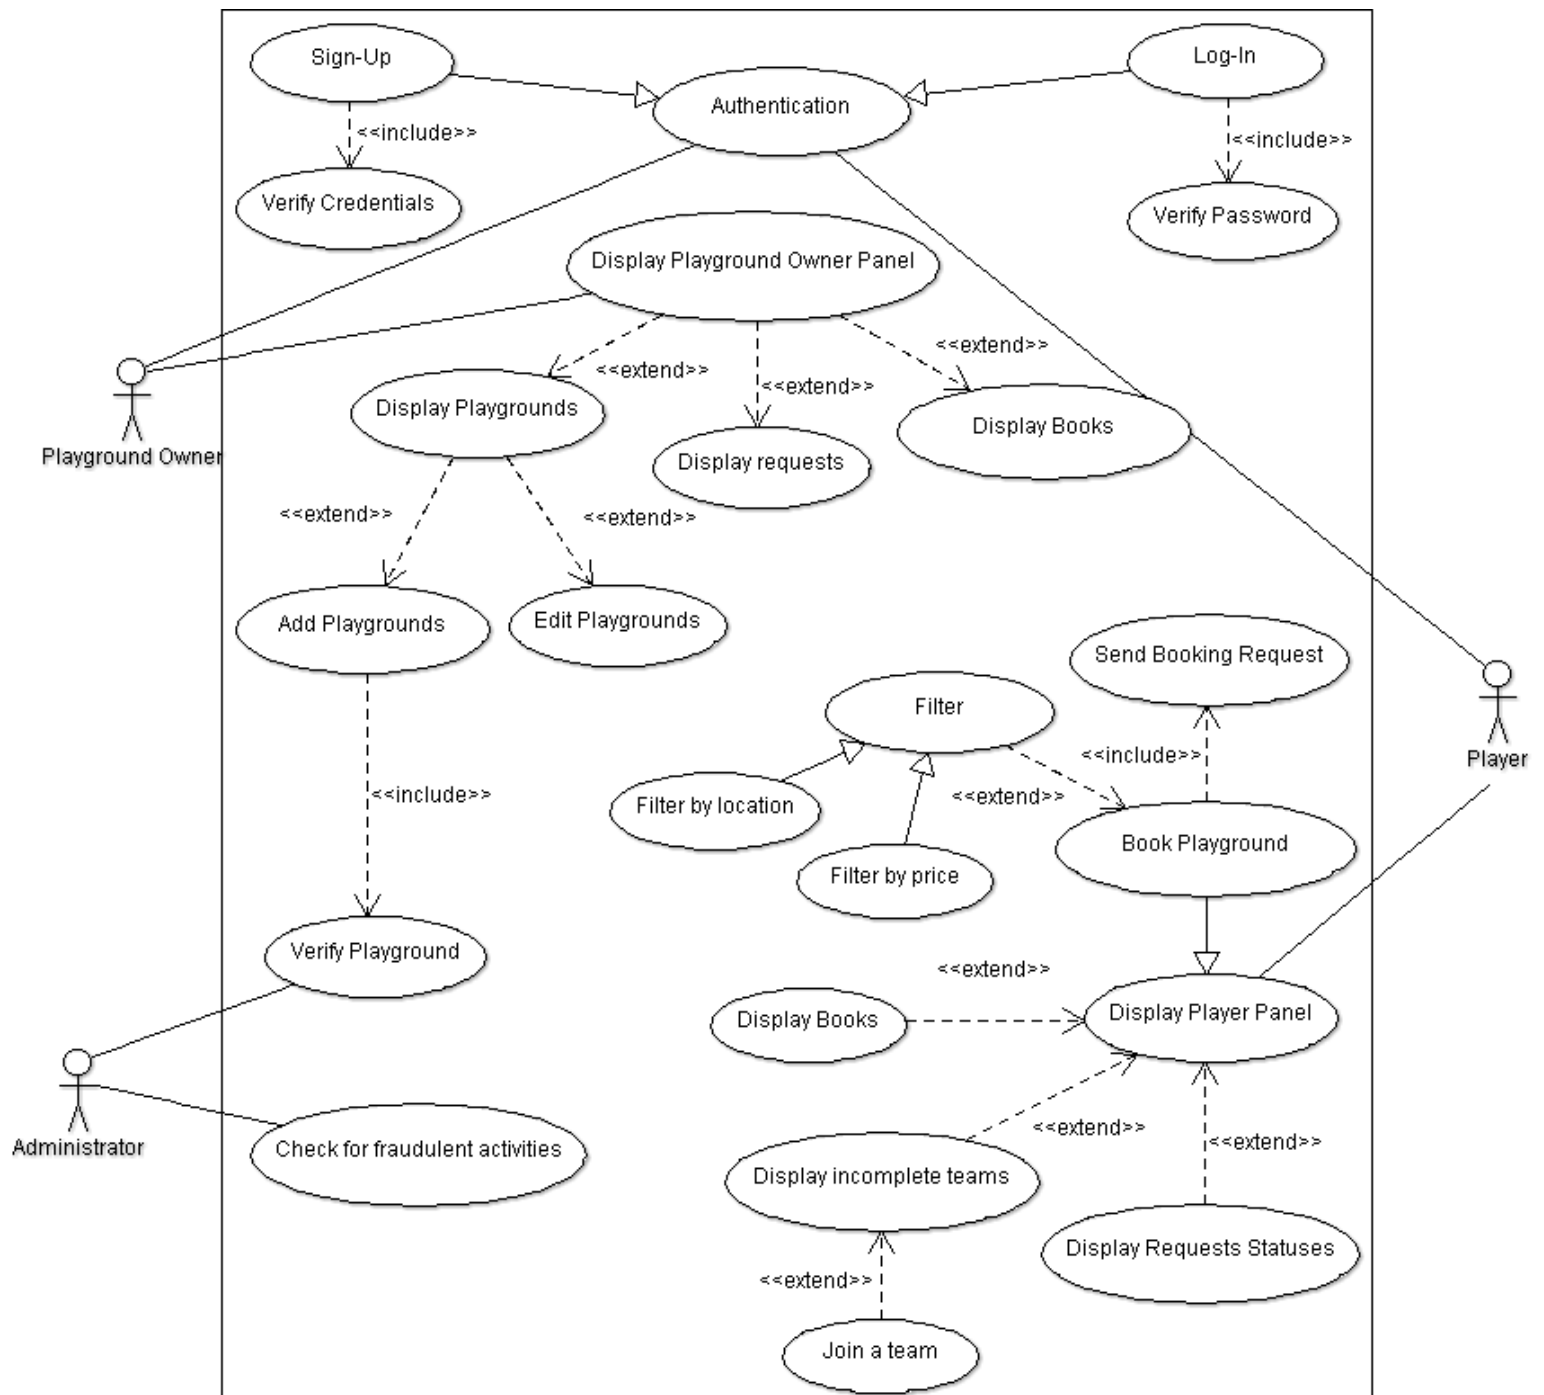 Sign-Up
Log-In
Authentication
<<include>>
<<include>>
Verify Credentials
Verify Password
Display Playground Owner Panel
<<extend>>
<<extend>>
<<extend>>
Display Playgrounds
Display Books
Playground Owner
Display requests
<<extend>>
<<extend>>
Add Playgrounds
Edit Playgrounds
Send Booking Request
Filter
<<include>>
Player
<<include>>
<<extend>>
Filter by location
Book Playground
Filter by price
Verify Playground
<<extend>>
Display Books
Display Player Panel
<<extend>>
<<extend>>
Administrator
Check for fraudulent activities
Display incomplete teams
Display Requests Statuses
<<extend>>
Join a team